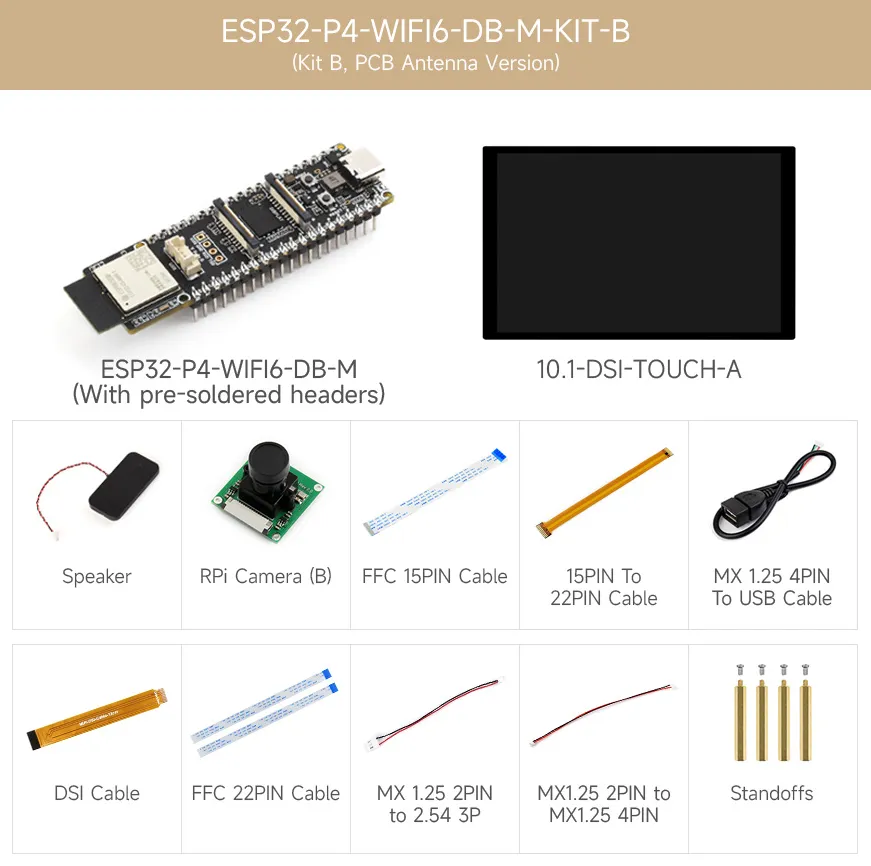 ESP32-P4-WIFI6-DB-M-KIT-B
(Kit B, PCB Antenna Version)
ESP32-P4-WIFI6-DB-M
(With pre-soldered headers)
10.1-DSI-TOUCH-A
Speaker
RPi Camera (B)
FFC 15PIN Cable
15PIN To
22PIN Cable
MX 1.25 4PIN
To USB Cable
DSI Cable
FFC 22PIN Cable
MX 1.25 2PIN
to 2.54 3P
MX1.25 2PIN to
MX1.25 4PIN
Standoffs